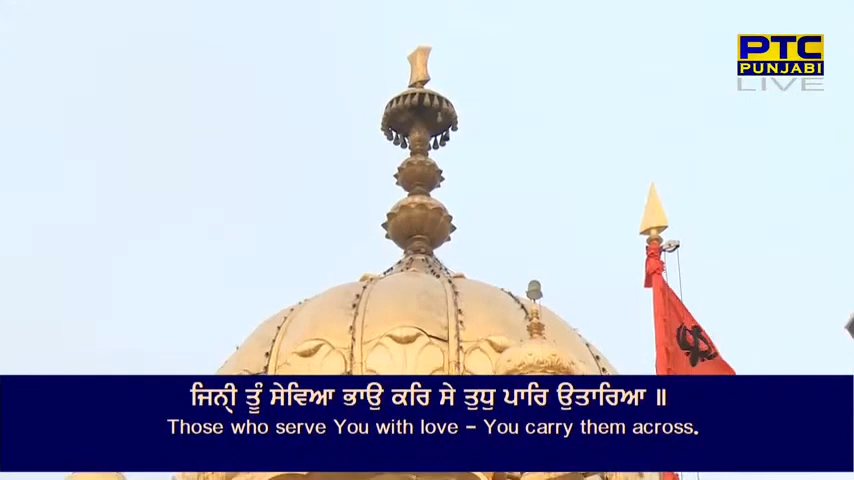 PTC
PUNJABI
LIVE
ਜਿਨੀ੍ ਤੂੰ ਸੇਵਿਆ ਭਾਉ ਕਰਿ ਸੇ ਤੁਧੁ ਪਾਰਿ ਉਤਾਰਿਆ ॥
Those who serve You with love – You carry them across.